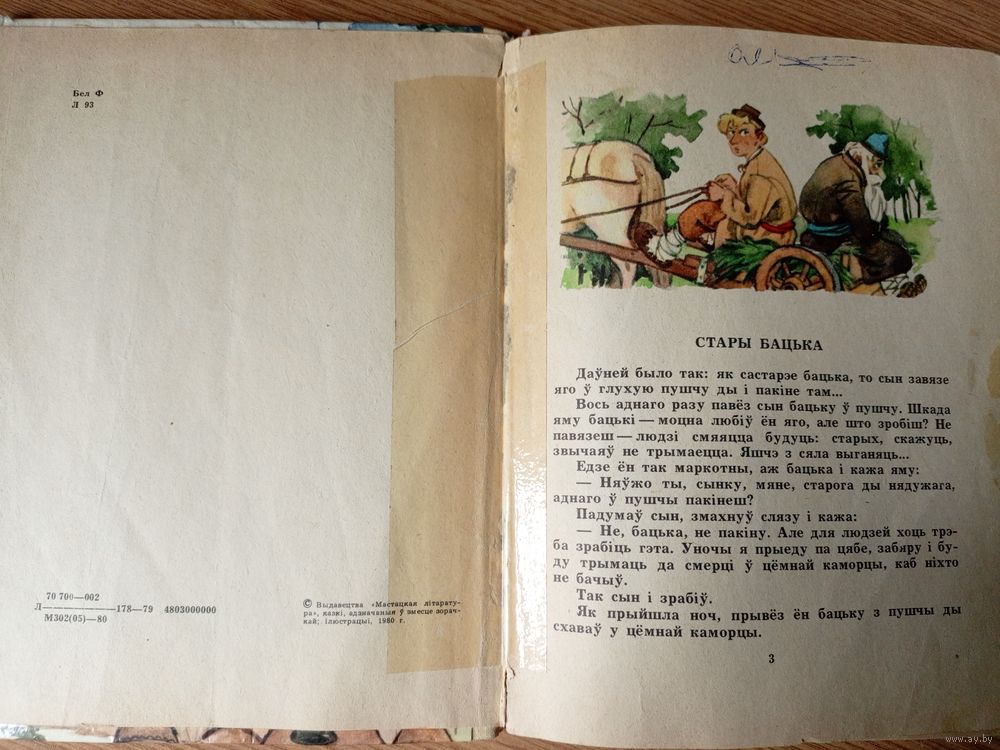 Бел Ф
Л 93
70 700—002
Л————178—79 4803000000
М302(05)—80
© Выдавецтва «Мастацкая літарату-
ра», казкі, адзначаныя ў змесце зорач-
кай; ілюстрацыі, 1980 г.
СТАРЫ БАЦЬКА
Даўней было так: як састарэе бацька, то сын завязе
яго ў глухую пушчу ды і пакіне там...
Вось аднаго разу павёз сын бацьку ў пушчу. Шкада
яму бацькі — моцна любіў ён яго, але што зробіш? Не
павязеш — людзі смяяцца будуць: старых, скажуць,
звычаяў не трымаецца. Яшчэ з сяла выганяць...
Едзе ён так маркотны, аж бацька і кажа яму:
— Няўжо ты, сынку, мяне, старога ды нядужага,
аднаго ў пушчы пакінеш?
Падумаў сын, змахнуў слязу і кажа:
— Не, бацька, не пакіну. Але для людзей хоць трэ-
ба зрабіць гэта. Уночы я прыеду па цябе, забяру і бу-
ду трымаць да смерці ў цёмнай каморцы, каб ніхто
не бачыў.
Так сын і зрабіў.
Як прыйшла ноч, прывёз ён бацьку з пушчы ды
схаваў у цёмнай каморцы.
3
www.ay.by